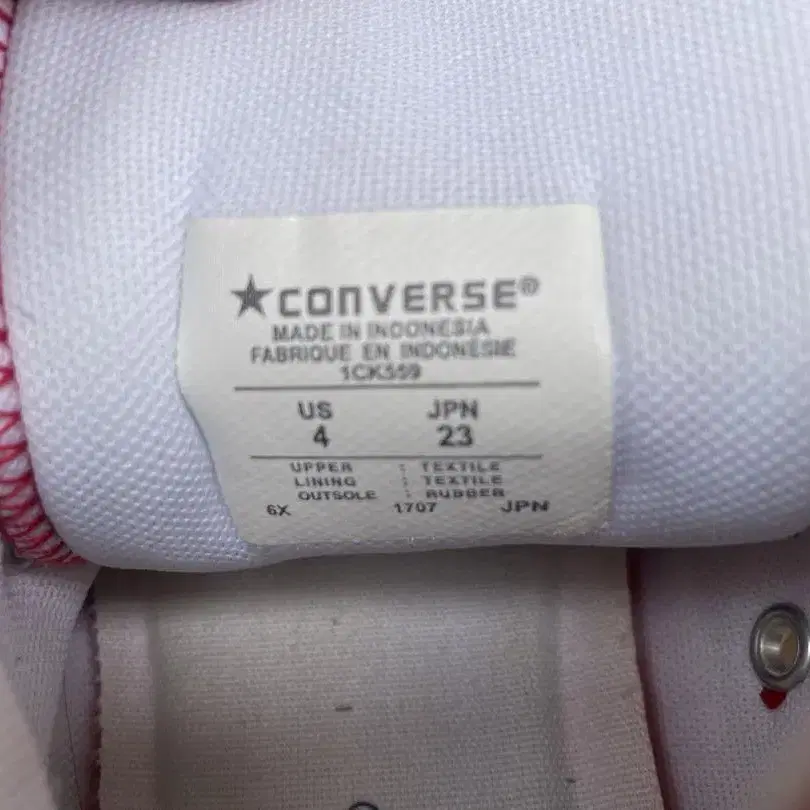 ★CONVERSE®
MADE IN INDONESIA
FABRIQUE EN INDONÉSIE
1CK559
US JPN
4 23
UPPER : TEXTILE
LINING : TEXTILE
OUTSOLE : RUBBER
6X 1707 JPN